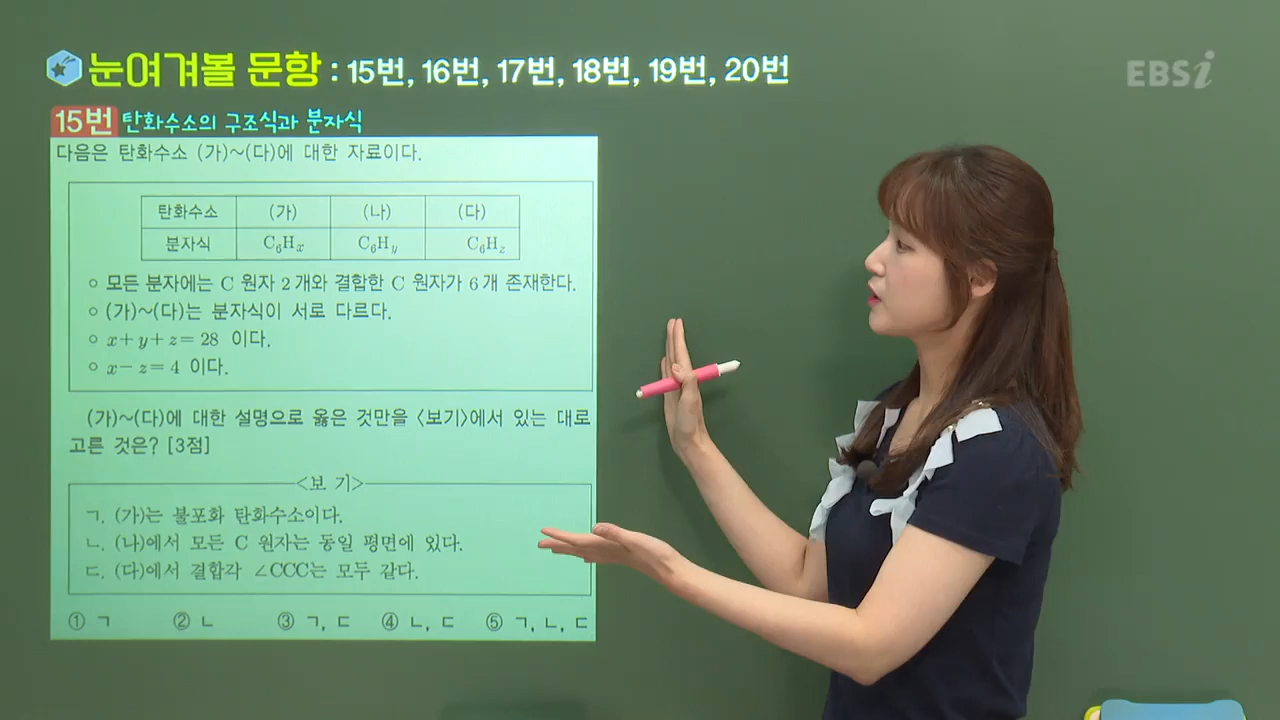 눈여겨볼 문항 : 15번, 16번, 17번, 18번, 19번, 20번
EBSi
15번 탄화수소의 구조식과 분자식
다음은 탄화수소 (가)~(다)에 대한 자료이다.
탄화수소 (가) (나) (다)
분자식 C₆Hₓ C₆Hy C₆Hz
○ 모든 분자에는 C 원자 2개와 결합한 C 원자가 6개 존재한다.
○ (가)~(다)는 분자식이 서로 다르다.
○ x+y+z=28 이다.
○ x-z=4 이다.
(가)~(다)에 대한 설명으로 옳은 것만을 <보기>에서 있는 대로
고른 것은? [3점]
<보 기>
ㄱ. (가)는 불포화 탄화수소이다.
ㄴ. (나)에서 모든 C 원자는 동일 평면에 있다.
ㄷ. (다)에서 결합각 ∠CCC는 모두 같다.
① ㄱ ② ㄴ ③ ㄱ, ㄷ ④ ㄴ, ㄷ ⑤ ㄱ, ㄴ, ㄷ